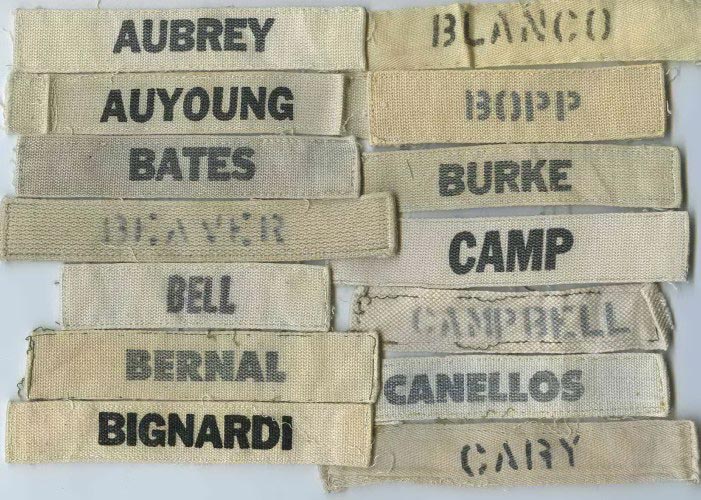 AUBREY
AUYOUNG
BATES
BEAVER
BELL
BERNAL
BIGNARDi
BLANCO
BOPP
BURKE
CAMP
CAMPBELL
CANELLOS
CARY